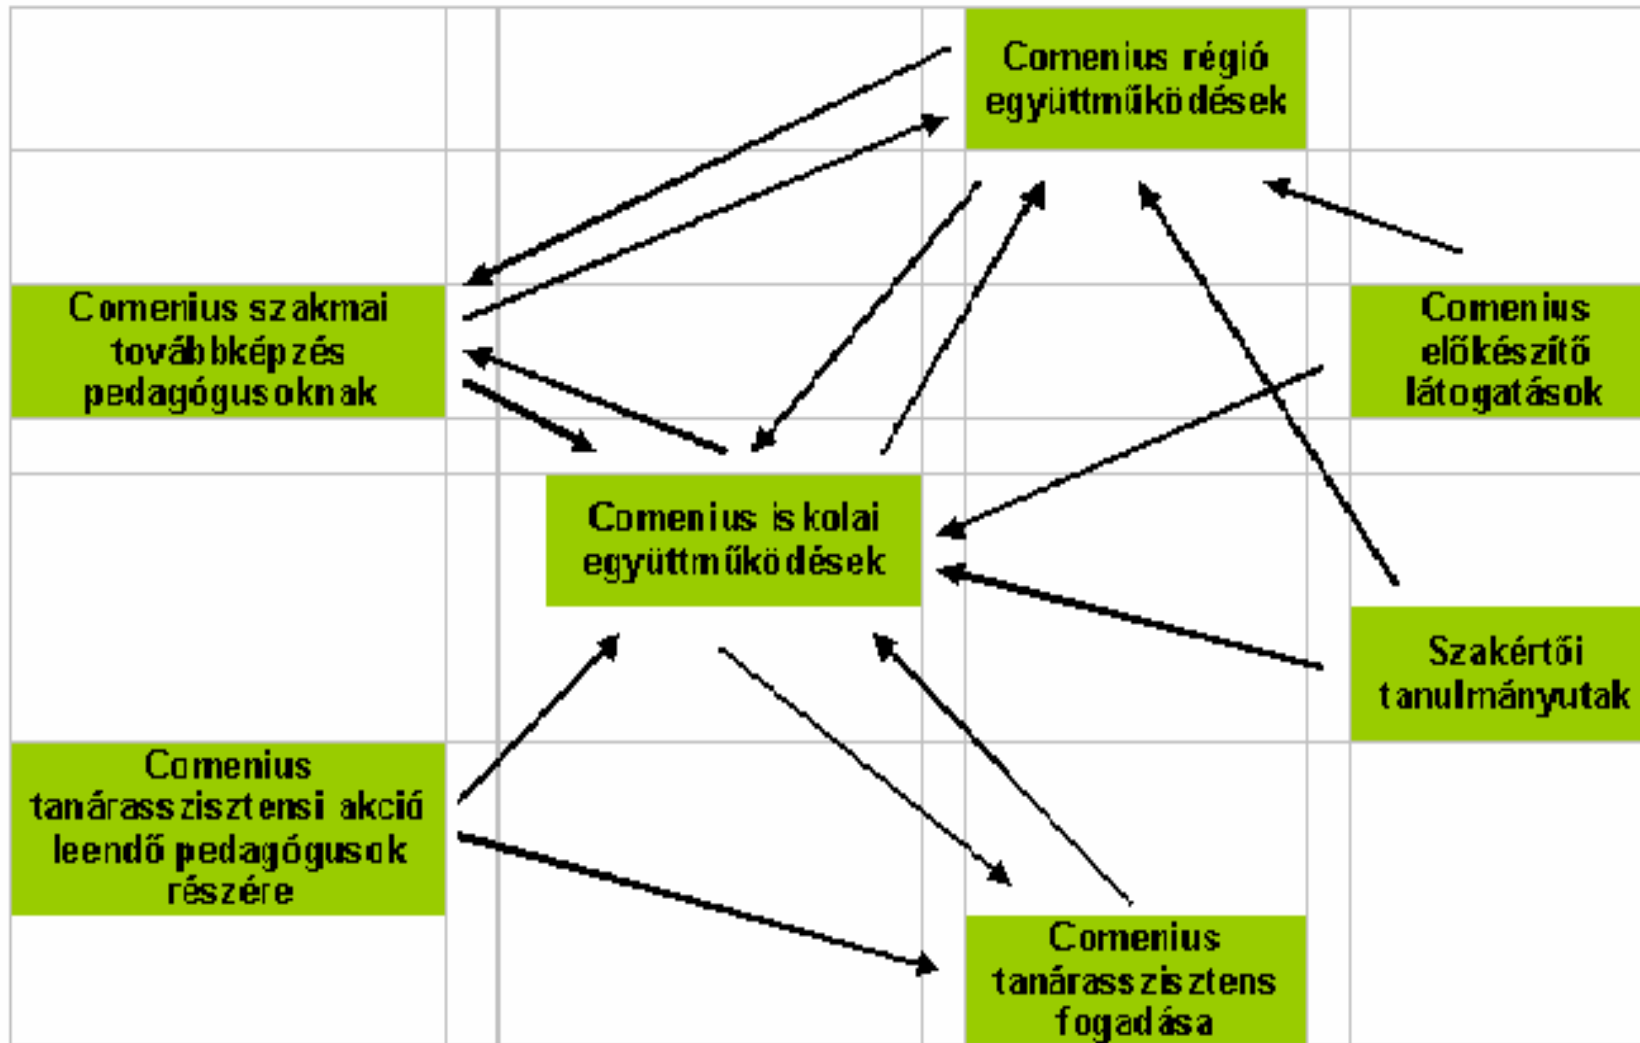 Comenius régió
együttműködések
Comenius szakmai
továbbképzés
pedagógusoknak
Comenius
előkészítő
látogatások
Comenius iskolai
együttműködések
Szakértői
tanulmányutak
Comenius
tanárasszisztensi akció
leendő pedagógusok
részére
Comenius
tanárasszisztens
fogadása